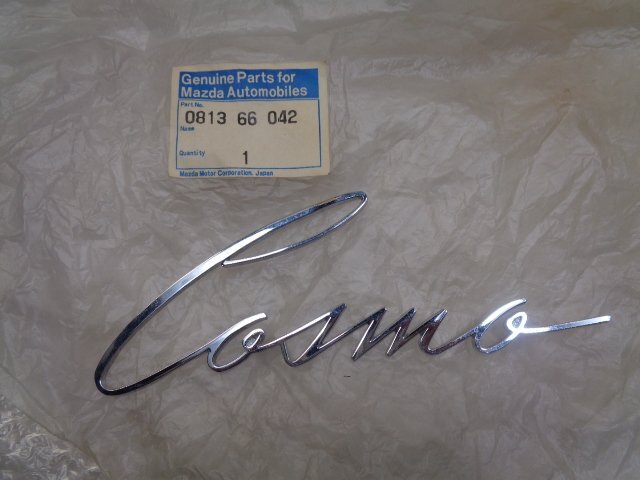 Genuine Parts for
Mazda Automobiles
Part No.
0813 66 042
Name
Quantity
1
Mazda Motor Corporation, Japan
Cosmo